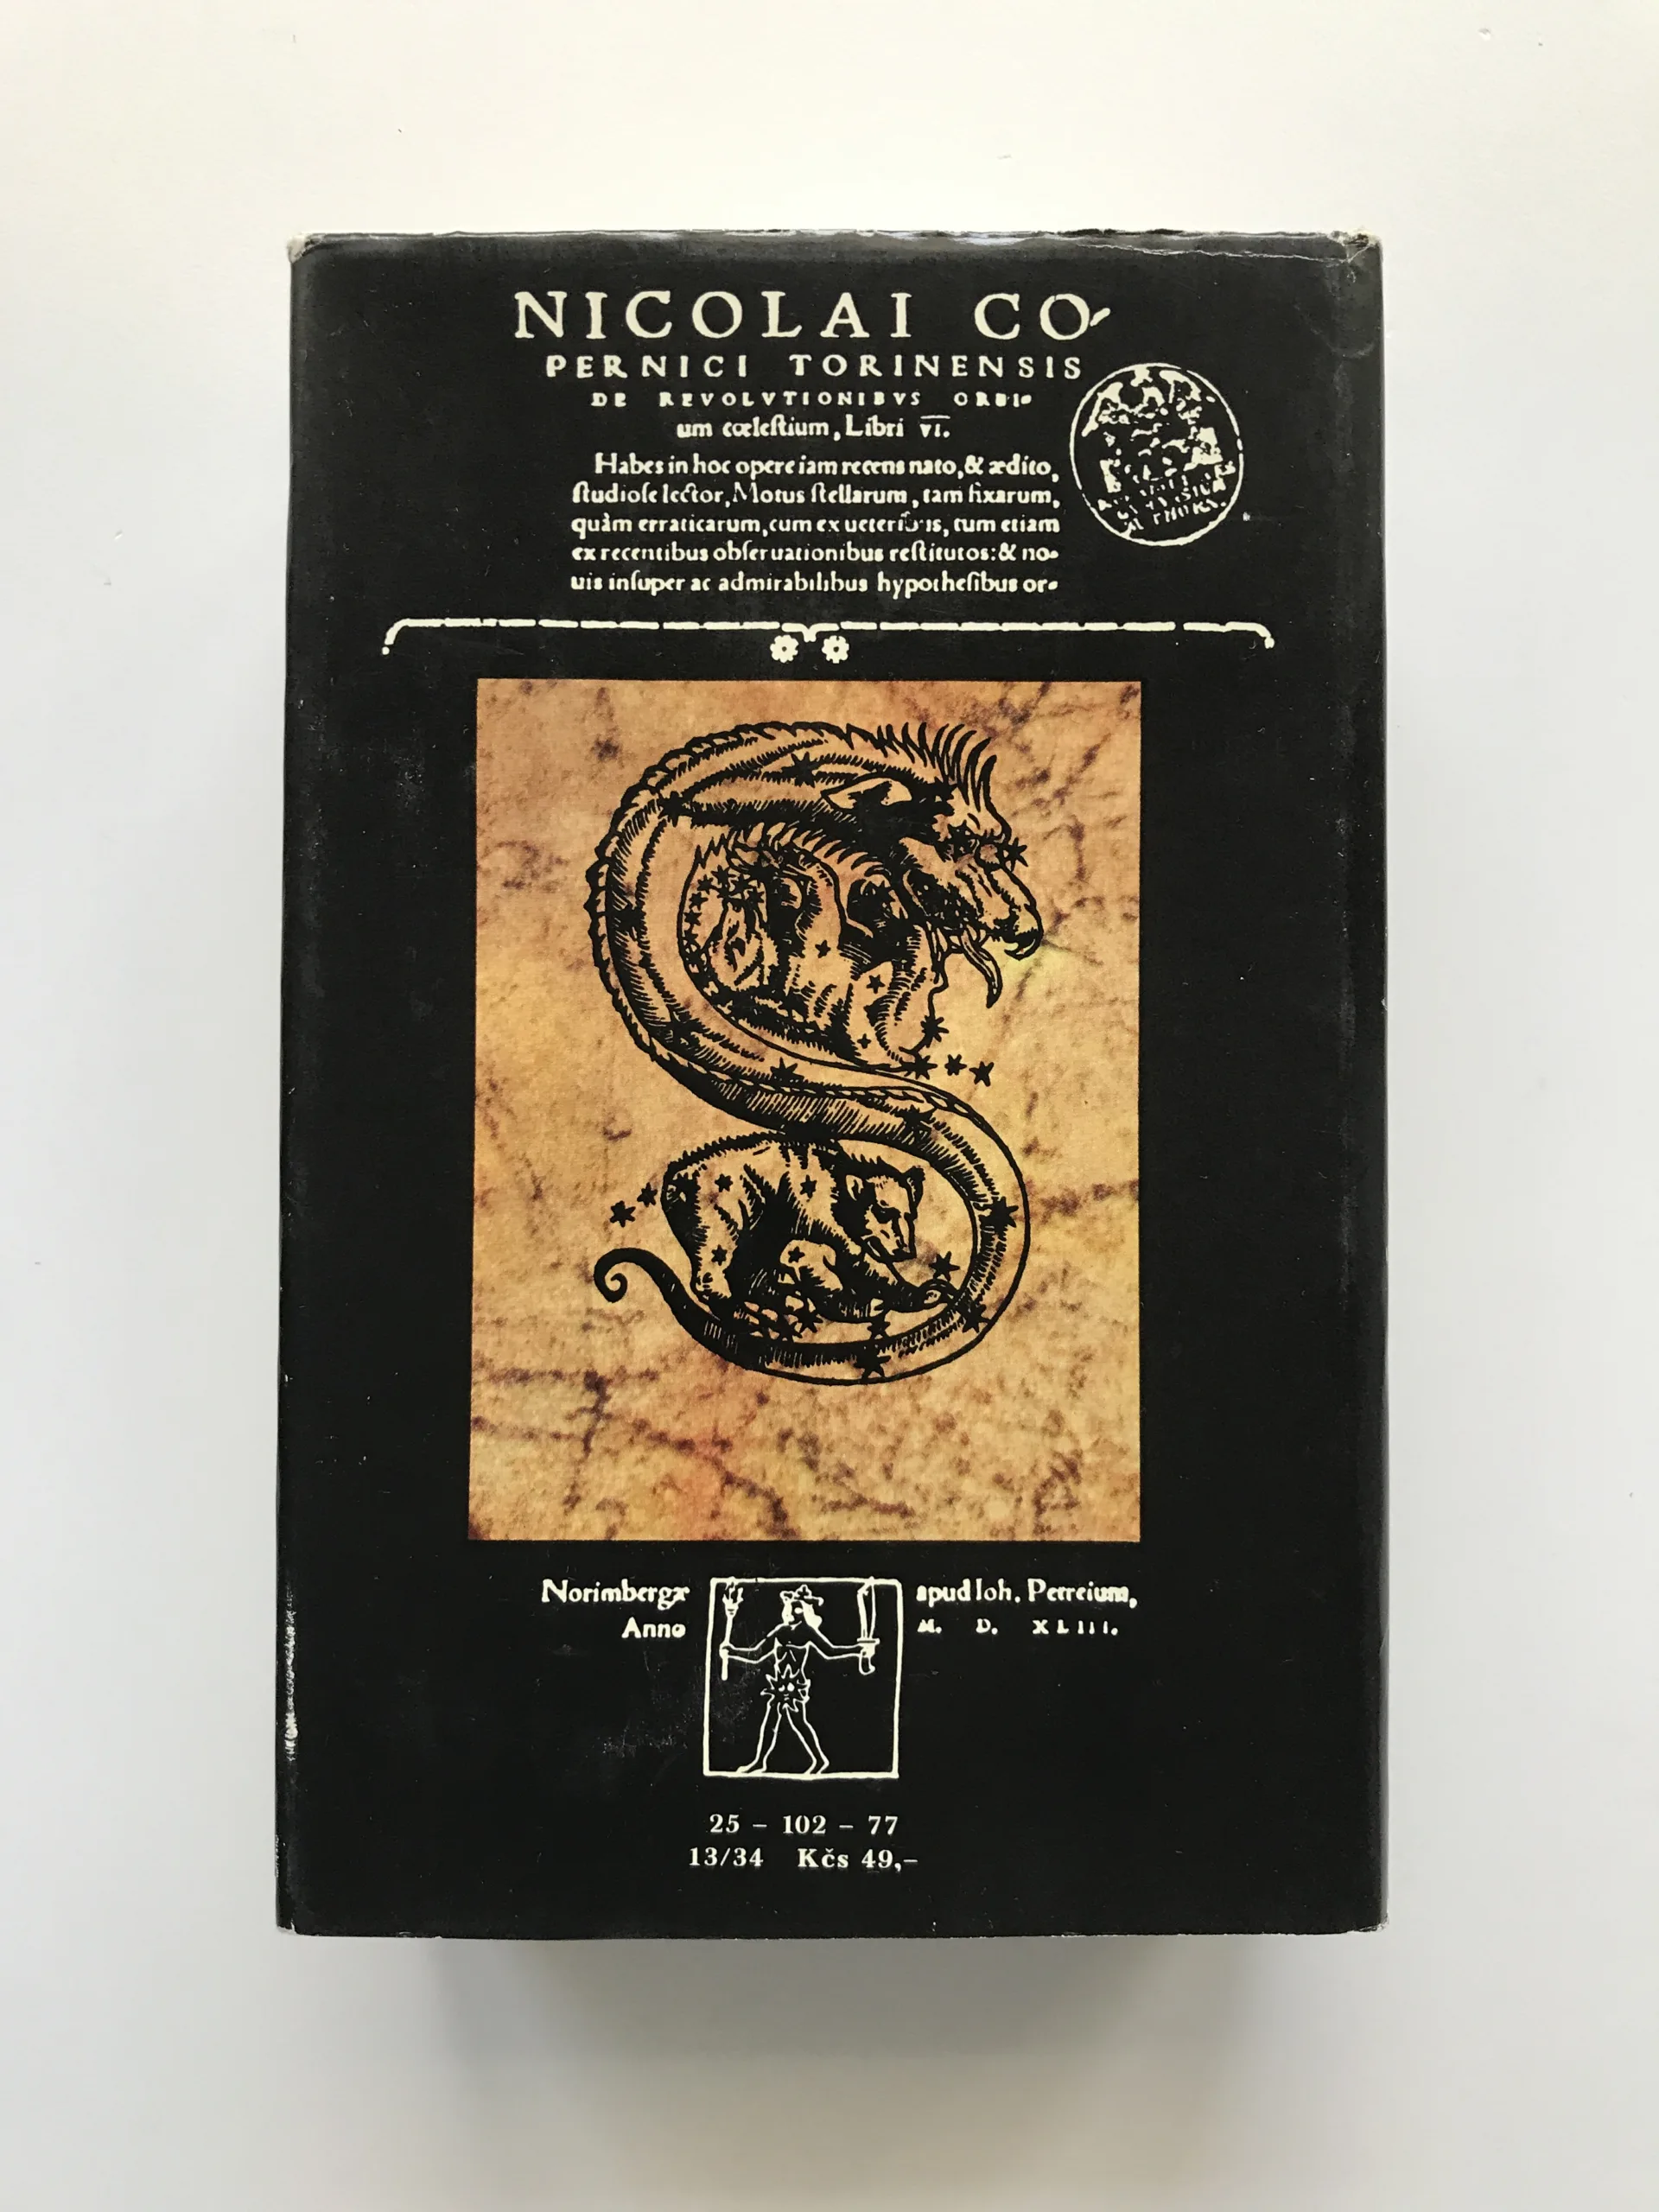 NICOLAI CO-
PERNICI TORINENSIS
DE REVOLVTIONIBVS ORBI-
um cœleſtium, Libri VI.
Habes in hoc opere iam recens nato, & ædito,
ſtudioſe lector, Motus ſtellarum, tam fixarum,
quàm erraticarum, cum ex ueteribus, tum etiam
ex recentibus obſeruationibus reſtitutos: & no-
uis inſuper ac admirabilibus hypotheſibus or-
Norimbergæ apud Ioh. Petreium,
Anno M. D. XLIII.
25 – 102 – 77
13/34 Kčs 49,–